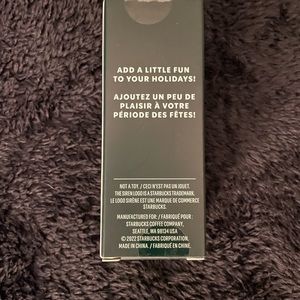 ADD A LITTLE FUN
TO YOUR HOLIDAYS!
AJOUTEZ UN PEU DE
PLAISIR À VOTRE
PÉRIODE DES FÊTES!
NOT A TOY. / CECI N'EST PAS UN JOUET.
THE SIREN LOGO IS A STARBUCKS TRADEMARK.
LE LOGO SIRÈNE EST UNE MARQUE DE COMMERCE
STARBUCKS.
MANUFACTURED FOR: / FABRIQUÉ POUR :
STARBUCKS COFFEE COMPANY,
SEATTLE, WA 98134 USA
© 2022 STARBUCKS CORPORATION.
MADE IN CHINA. / FABRIQUÉ EN CHINE.